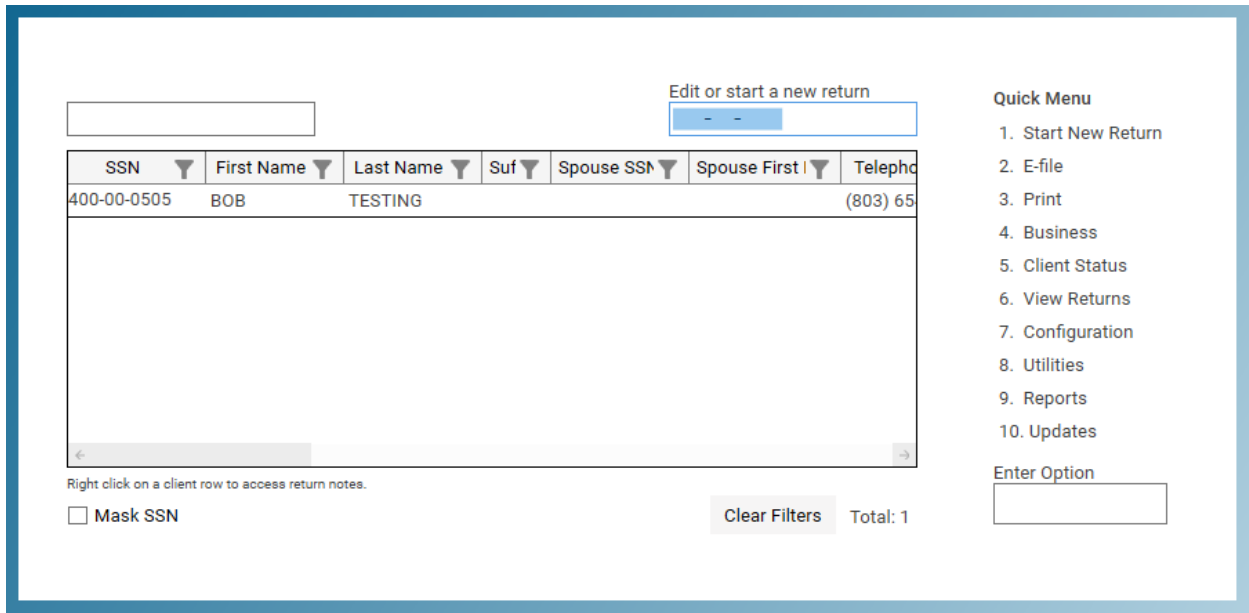 Edit or start a new return
- -
SSN First Name Last Name Suf Spouse SSN Spouse First I Telepho
400-00-0505 BOB TESTING (803) 65
Right click on a client row to access return notes.
Mask SSN
Clear Filters Total: 1
Quick Menu
1. Start New Return
2. E-file
3. Print
4. Business
5. Client Status
6. View Returns
7. Configuration
8. Utilities
9. Reports
10. Updates
Enter Option